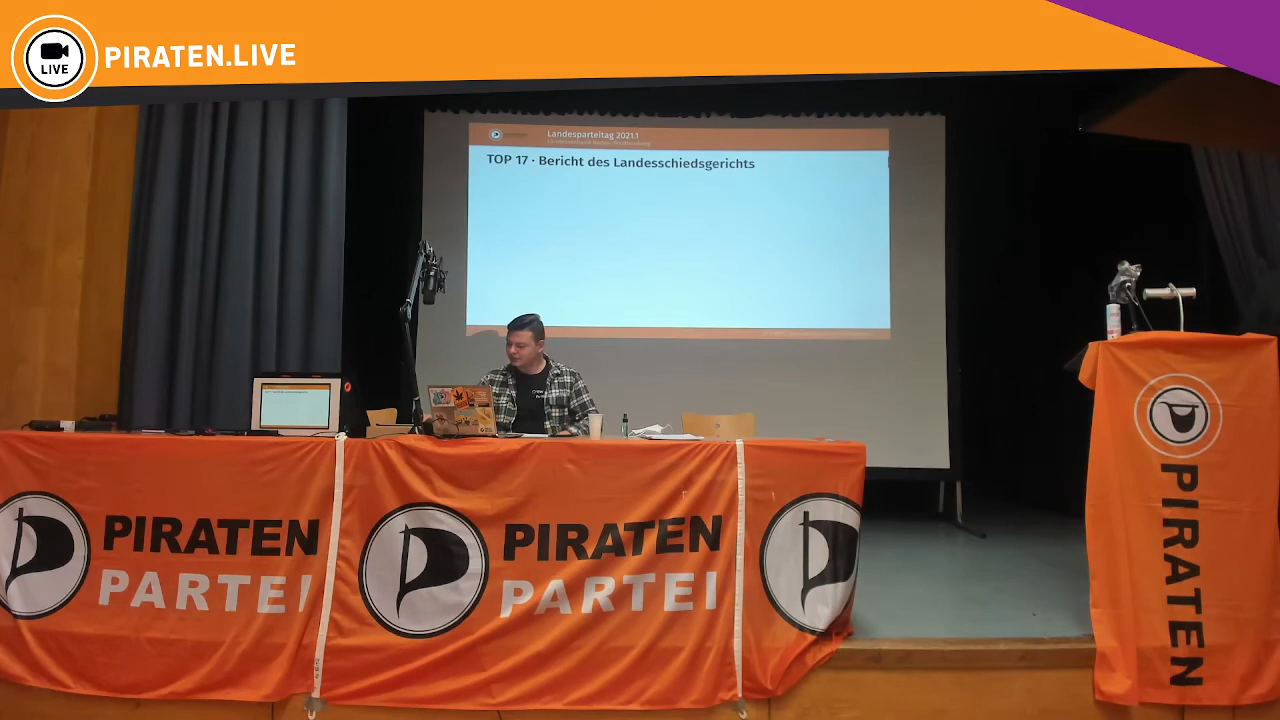 LIVE
PIRATEN.LIVE
Landesparteitag 2021.1
TOP 17 · Bericht des Landesschiedsgerichts
PIRATEN
PARTEI
PIRATEN
PARTEI
PIRATEN